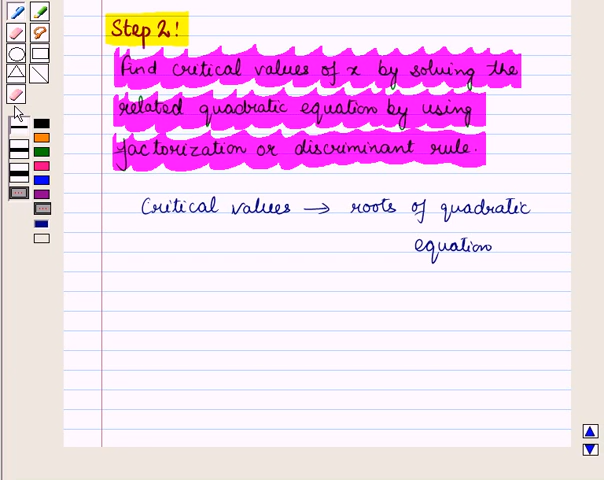 Step 2!
Find critical values of x by solving the
related quadratic equation by using
factorization or discriminant rule.
Critical values → roots of quadratic
equation